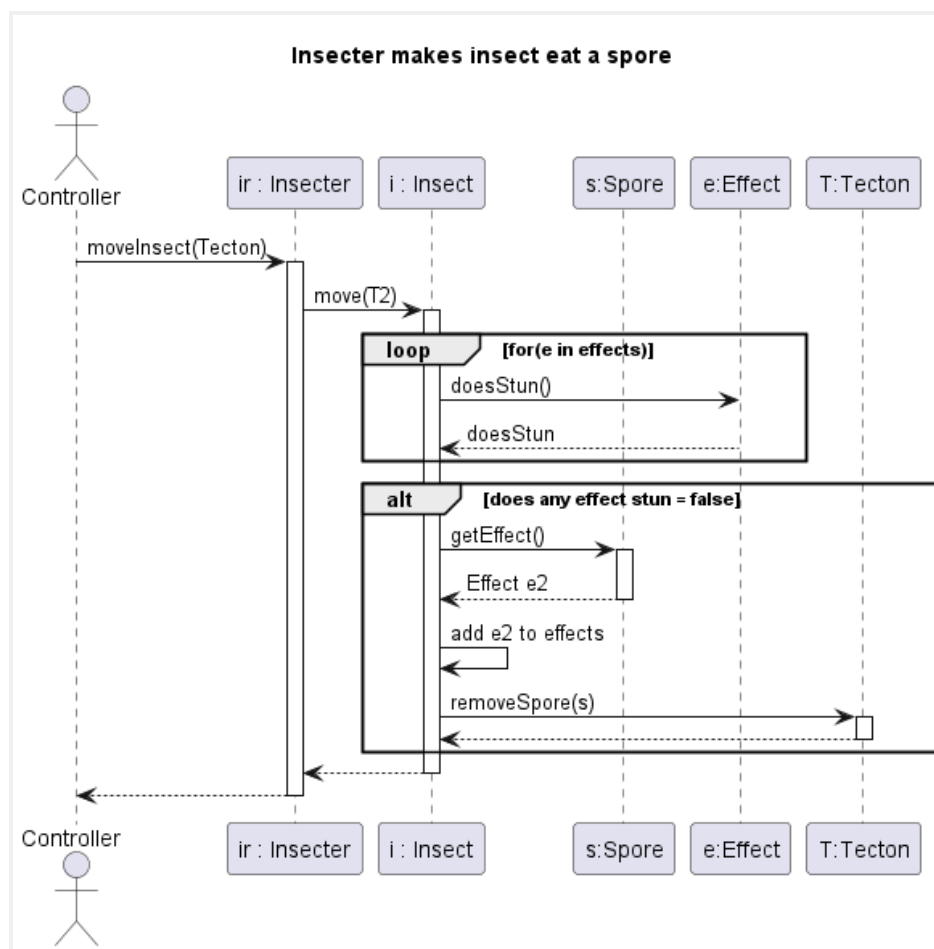 Insecter makes insect eat a spore
Controller
ir : Insecter
i : Insect
s:Spore
e:Effect
T:Tecton
moveInsect(Tecton)
move(T2)
loop [for(e in effects)]
doesStun()
doesStun
alt [does any effect stun = false]
getEffect()
Effect e2
add e2 to effects
removeSpore(s)
Controller
ir : Insecter
i : Insect
s:Spore
e:Effect
T:Tecton